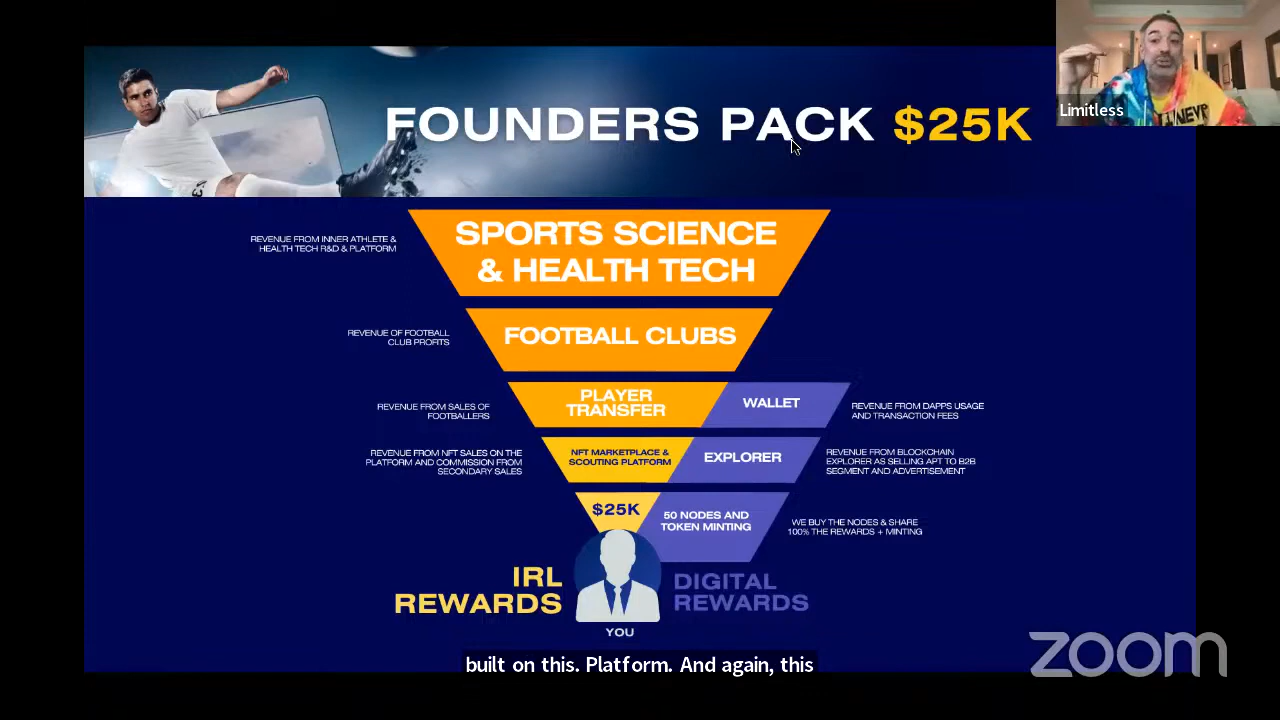 FOUNDERS PACK $25K
Limitless
SPORTS SCIENCE
& HEALTH TECH
REVENUE FROM INNER ATHLETE &
HEALTH TECH R&D & PLATFORM
FOOTBALL CLUBS
REVENUE OF FOOTBALL
CLUB PROFITS
PLAYER
TRANSFER
WALLET
REVENUE FROM SALES OF
FOOTBALLERS
REVENUE FROM DAPPS USAGE
AND TRANSACTION FEES
NFT MARKETPLACE &
SCOUTING PLATFORM
EXPLORER
REVENUE FROM NFT SALES ON THE
PLATFORM AND COMMISSION FROM
SECONDARY SALES
REVENUE FROM BLOCKCHAIN
EXPLORER AS SELLING APT TO B2B
SEGMENT AND ADVERTISEMENT
$25K
50 NODES AND
TOKEN MINTING
WE BUY THE NODES & SHARE
100% THE REWARDS + MINTING
IRL
REWARDS
DIGITAL
REWARDS
YOU
built on this. Platform. And again, this
zoom